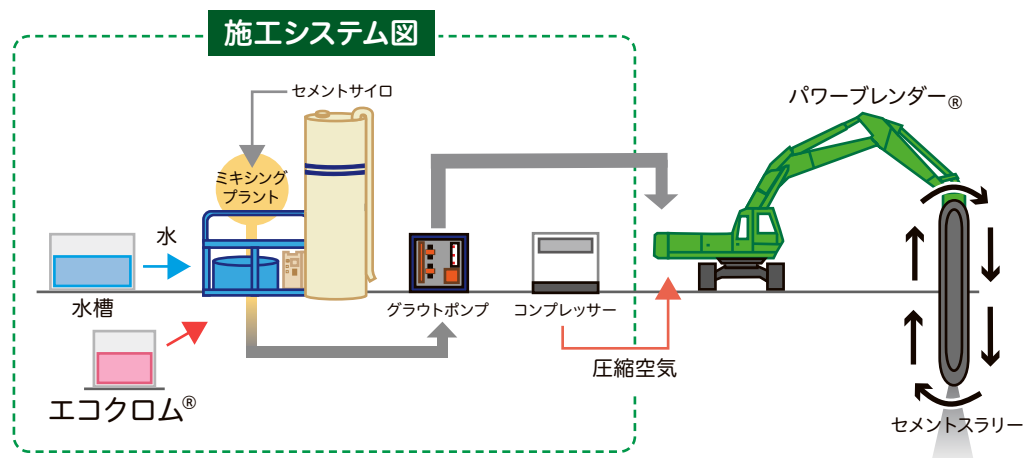 施工システム図
セメントサイロ
パワーブレンダー®
ミキシング
プラント
水
水槽
グラウトポンプ
コンプレッサー
圧縮空気
エコクロム®
セメントスラリー